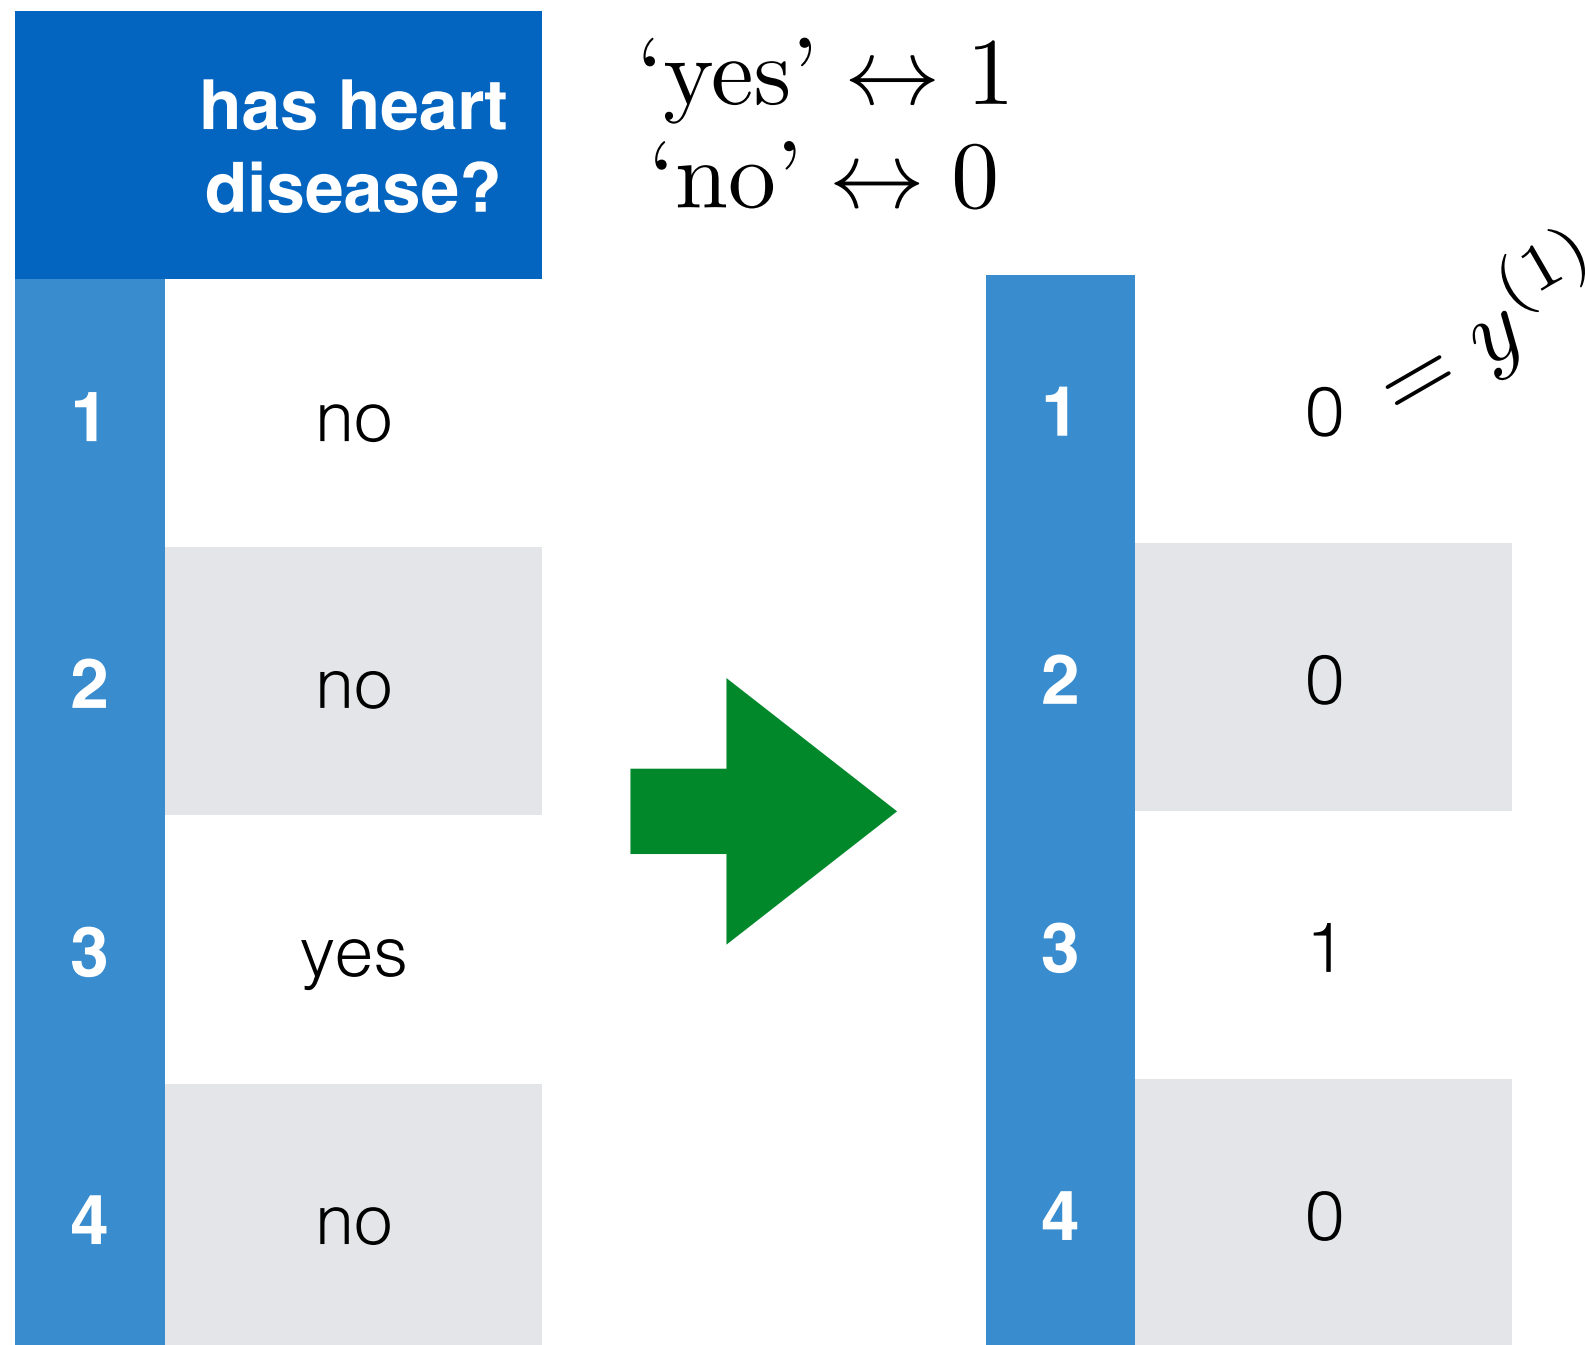 has heart
disease?
‘yes’ ↔ 1
‘no’ ↔ 0
1 no
2 no
3 yes
4 no
1 0 = y^(1)
2 0
3 1
4 0